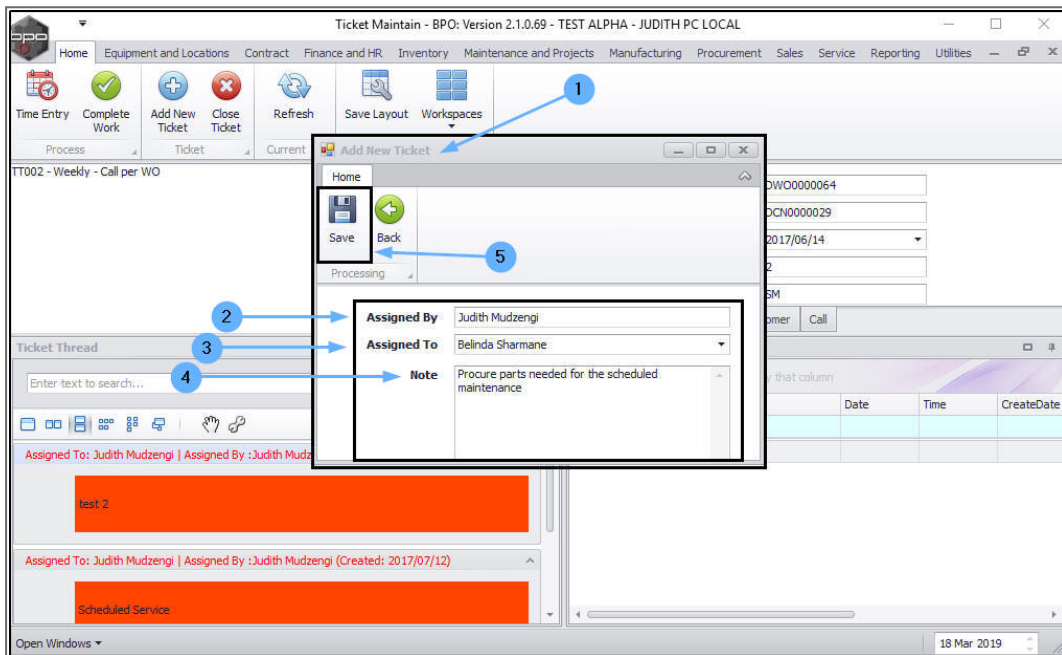 Ticket Maintain - BPO: Version 2.1.0.69 - TEST ALPHA - JUDITH PC LOCAL
bpo
Home Equipment and Locations Contract Finance and HR Inventory Maintenance and Projects Manufacturing Procurement Sales Service Reporting Utilities
Time Entry Complete Work Add New Ticket Close Ticket Refresh Save Layout Workspaces
Process Ticket Current
1
TT002 - Weekly - Call per WO
Add New Ticket
Home
Save Back
5
Processing
2 Assigned By Judith Mudzengi
3 Assigned To Belinda Sharmane
4 Note Procure parts needed for the scheduled
maintenance
WO0000064
CN0000029
2017/06/14
2
SM
omer Call
Ticket Thread
Enter text to search...
that column
Date Time CreateDate
Assigned To: Judith Mudzengi | Assigned By :Judith Mudz
test 2
Assigned To: Judith Mudzengi | Assigned By :Judith Mudzengi (Created: 2017/07/12)
Scheduled Service
Open Windows 18 Mar 2019